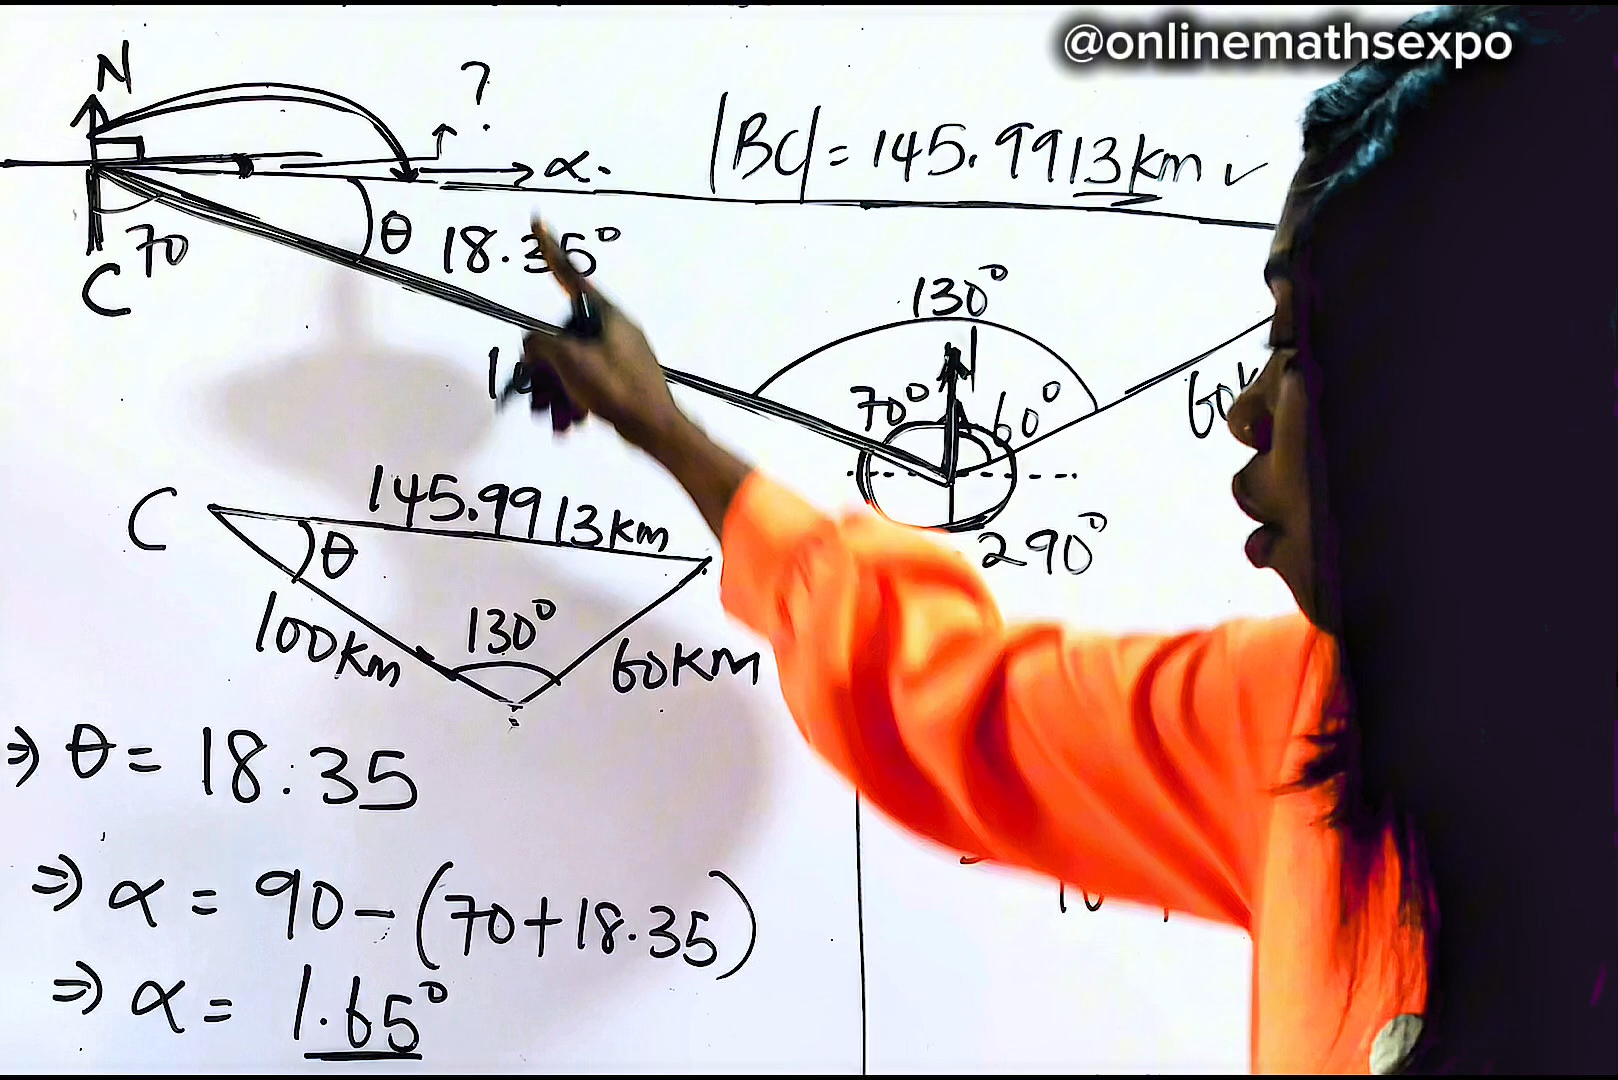 @onlinemathsexpo
N
?
|BC| = 145.9913km
α.
θ 18.35°
70
C
130°
N
70° 60°
290°
C
145.9913km
θ
130°
100km
60km
⇒ θ = 18.35
⇒ α = 90 - (70+18.35)
⇒ α = 1.65°